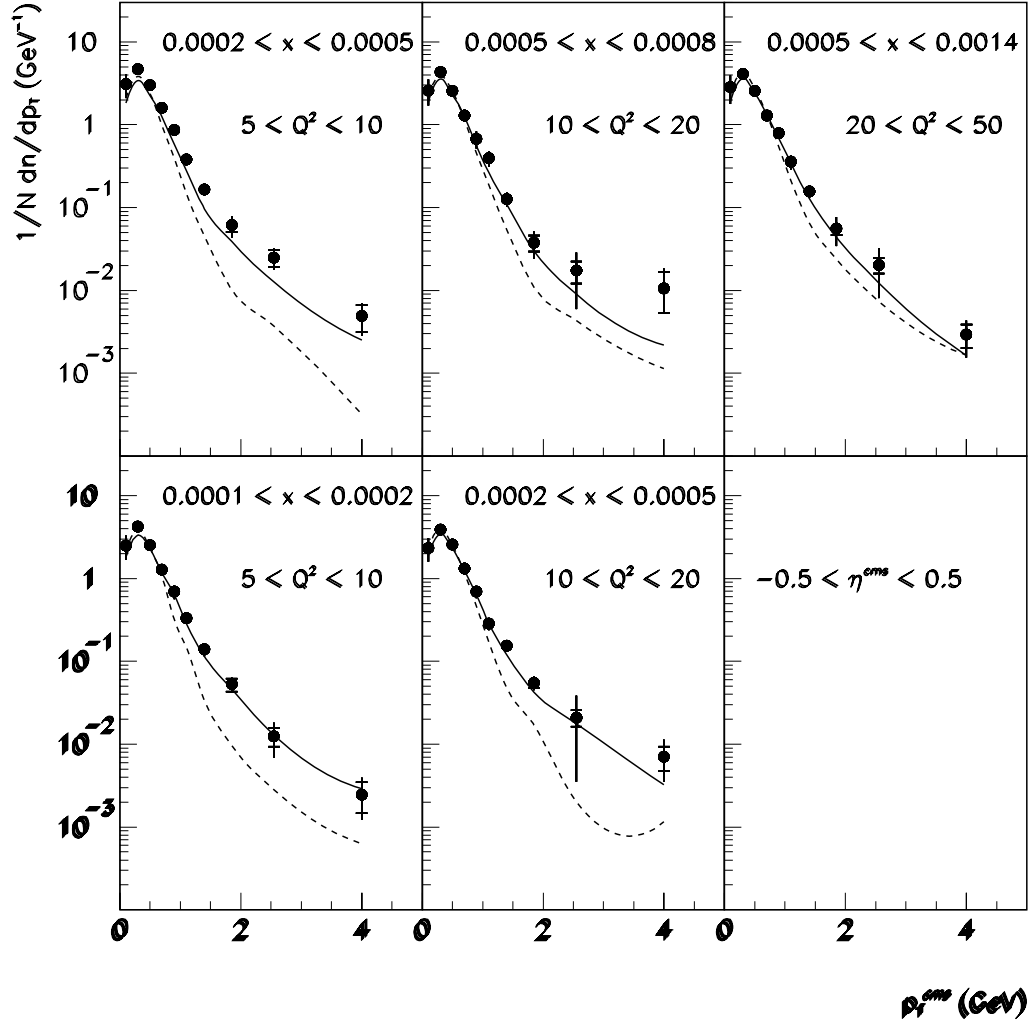 1/N dn/dp_T (GeV⁻¹)
10
1
10⁻¹
10⁻²
10⁻³
0.0002 < x < 0.0005
5 < Q² < 10
0.0005 < x < 0.0008
10 < Q² < 20
0.0005 < x < 0.0014
20 < Q² < 50
10
1
10⁻¹
10⁻²
10⁻³
0.0001 < x < 0.0002
5 < Q² < 10
0.0002 < x < 0.0005
10 < Q² < 20
-0.5 < η^cms < 0.5
0 2 4 0 2 4 0 2 4
p_T^cms (GeV)